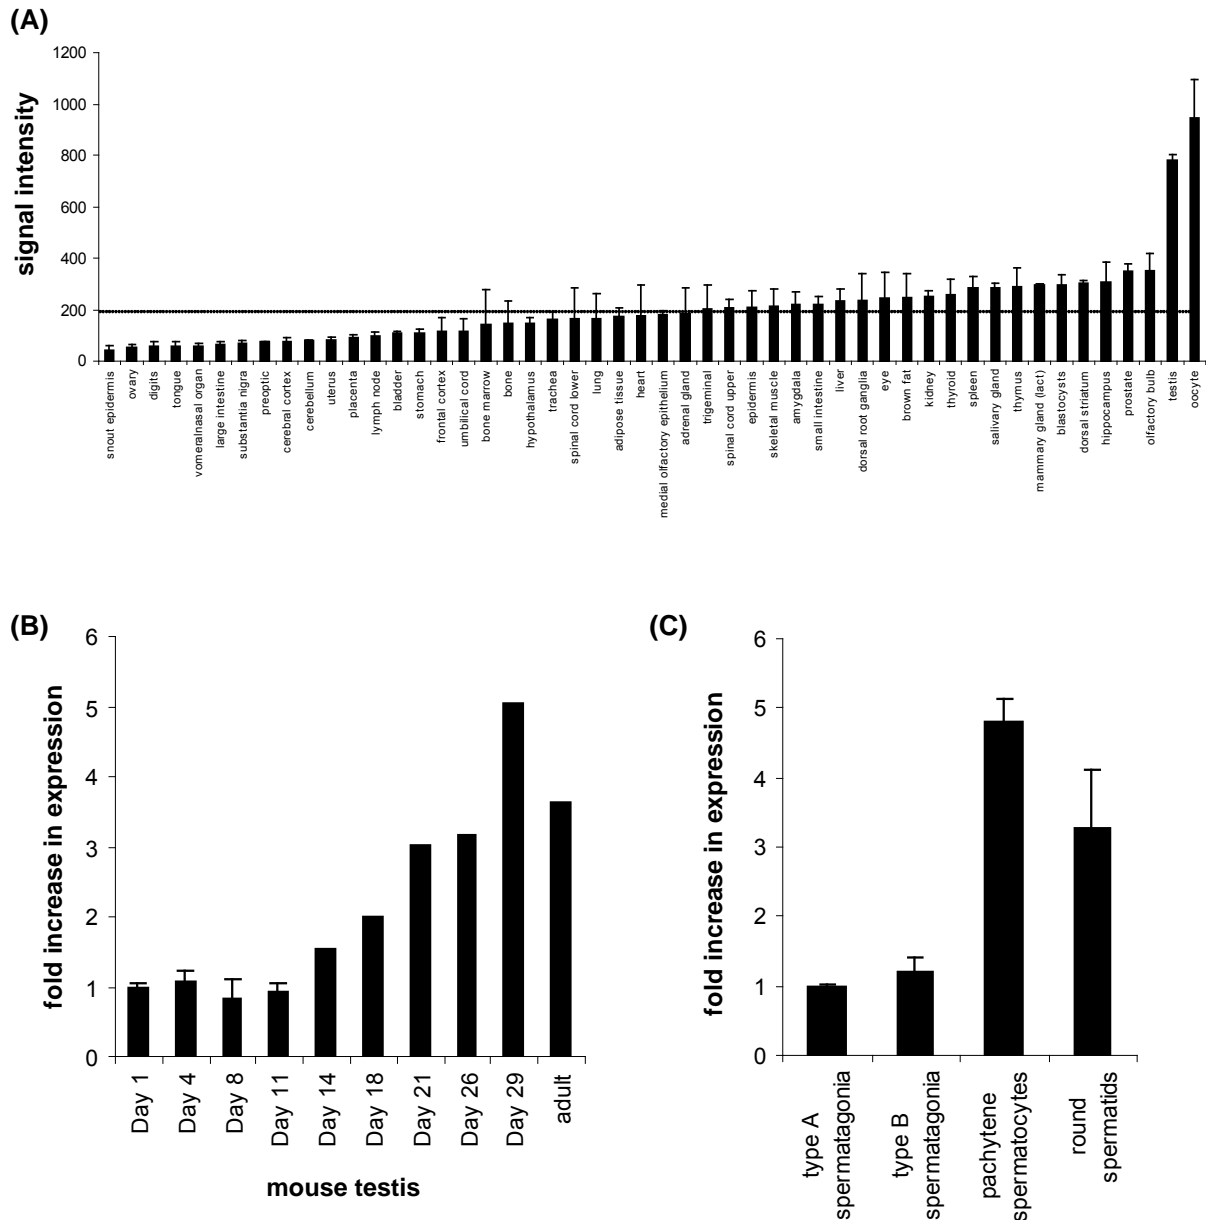 (A)
signal intensity
1200
1000
800
600
400
200
0
snout epidermis
ovary
digits
tongue
vomeralnasal organ
large intestine
substantia nigra
preoptic
cerebral cortex
cerebellum
uterus
placenta
lymph node
bladder
stomach
frontal cortex
umbilical cord
bone marrow
bone
hypothalamus
trachea
spinal cord lower
lung
adipose tissue
heart
medial olfactory epithelium
adrenal gland
trigeminal
spinal cord upper
epidermis
skeletal muscle
amygdala
small intestine
liver
dorsal root ganglia
eye
brown fat
kidney
thyroid
spleen
salivary gland
thymus
mammary gland (lact)
blastocysts
dorsal striatum
hippocampus
prostate
olfactory bulb
testis
oocyte
(B)
fold increase in expression
6
5
4
3
2
1
0
Day 1
Day 4
Day 8
Day 11
Day 14
Day 18
Day 21
Day 26
Day 29
adult
mouse testis
(C)
fold increase in expression
6
5
4
3
2
1
0
type A
spermatagonia
type B
spermatagonia
pachytene
spermatocytes
round
spermatids